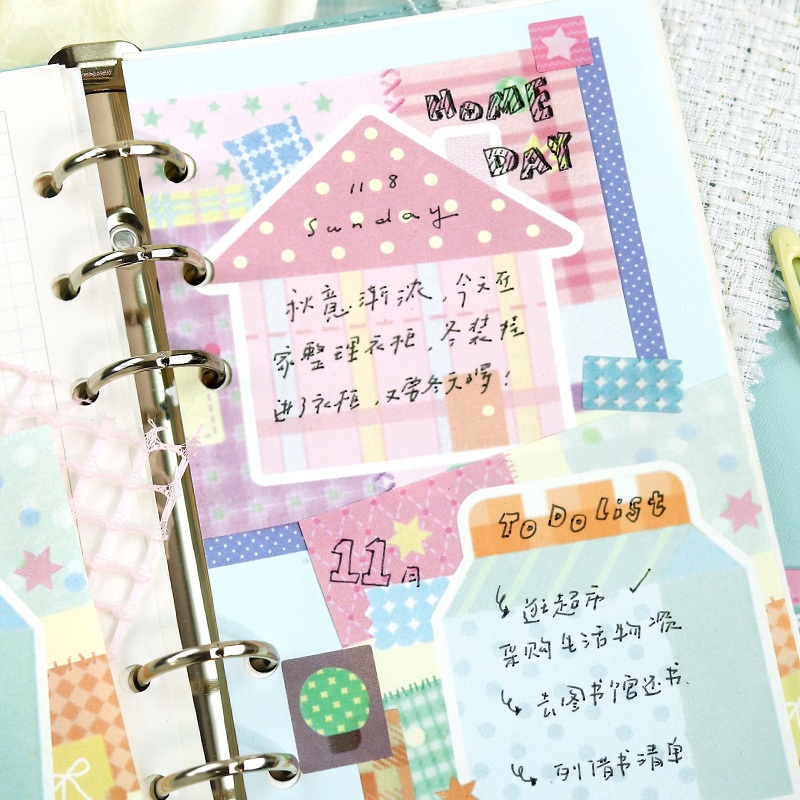 HOME
DAY
11 8
Sunday
秋意渐浓，今天在
家整理衣柜，冬装挂
进了衣柜，又要冬天啰！
11月
To Do List
逛超市 ✓
采购生活物资
去图书馆还书
列借书清单